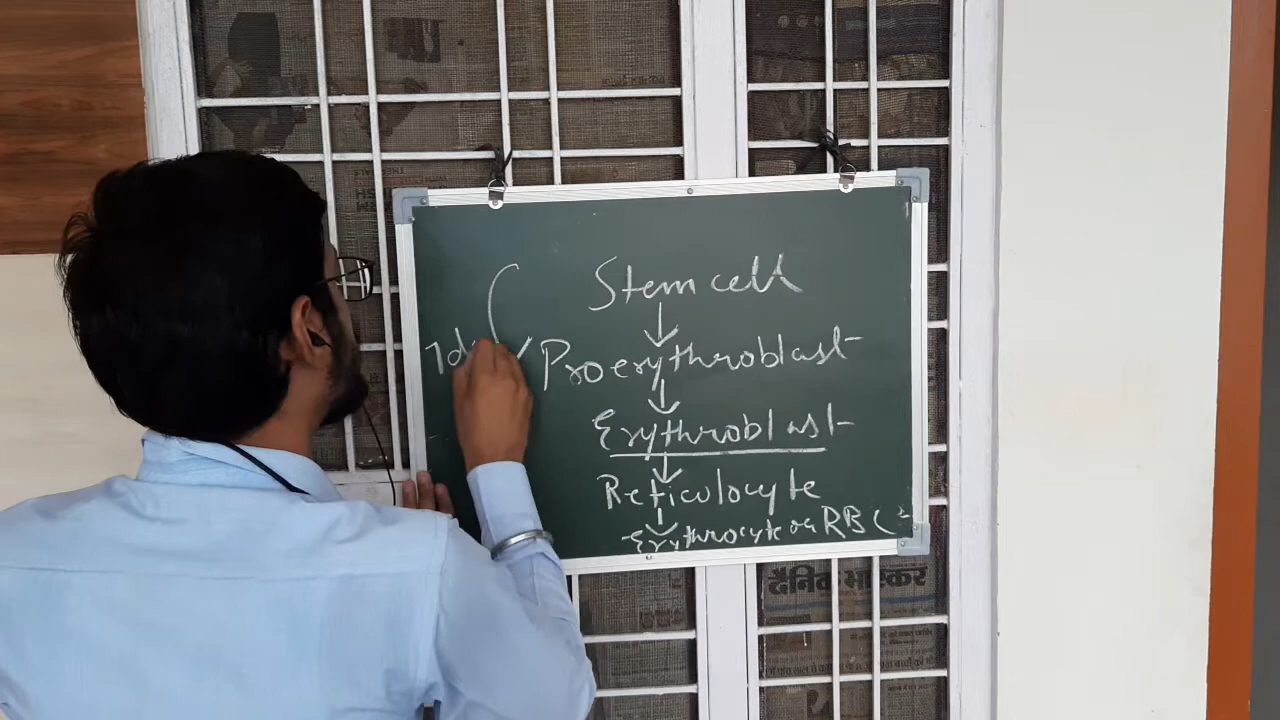 Stem cell
Proerythroblast
Erythroblast
Reticulocyte
Erythrocyte or RBC
दैनिक भास्कर